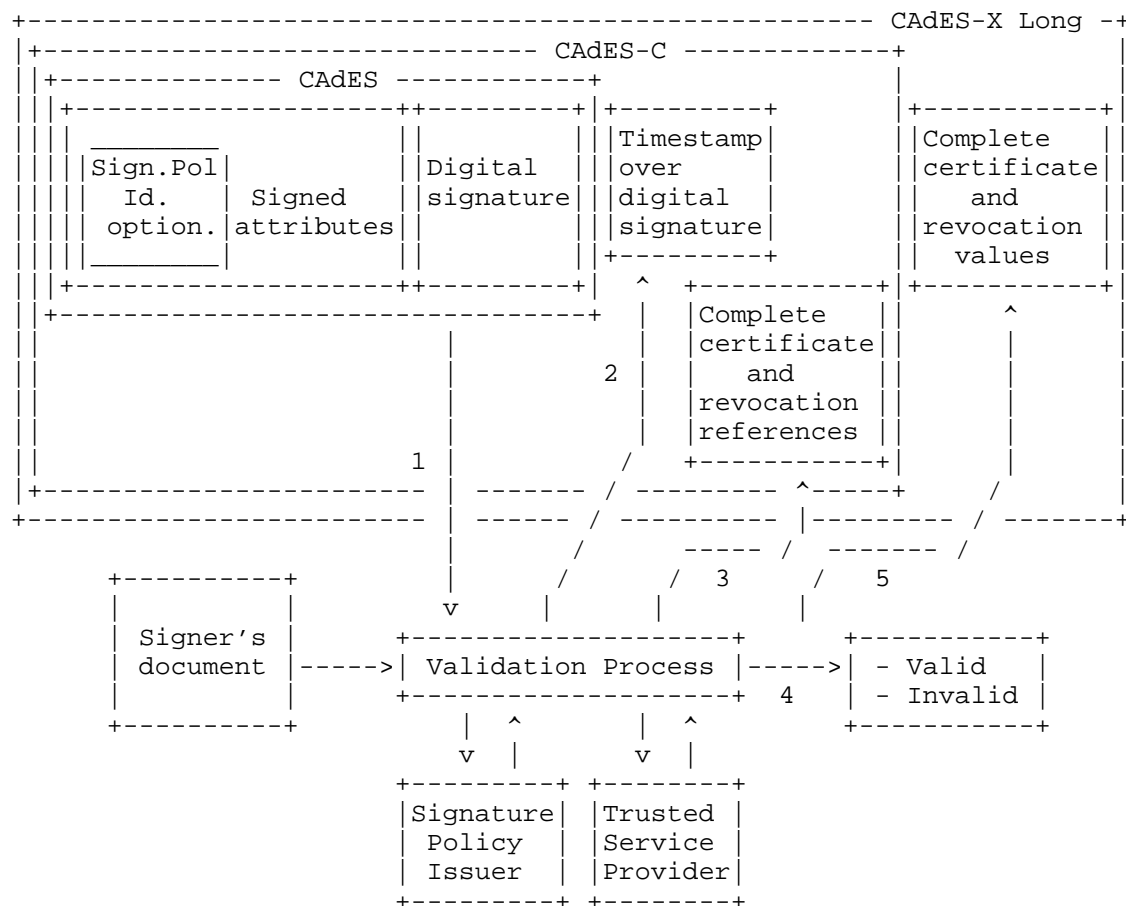 CAdES-X Long
CAdES-C
CAdES
Timestamp Complete
Sign.Pol Digital over certificate
Id. Signed signature digital and
option. attributes signature revocation
values
Complete
certificate
2 and
revocation
references
1
3 5
Signer's
document Validation Process - Valid
4 - Invalid
v
v v
Signature Trusted
Policy Service
Issuer Provider